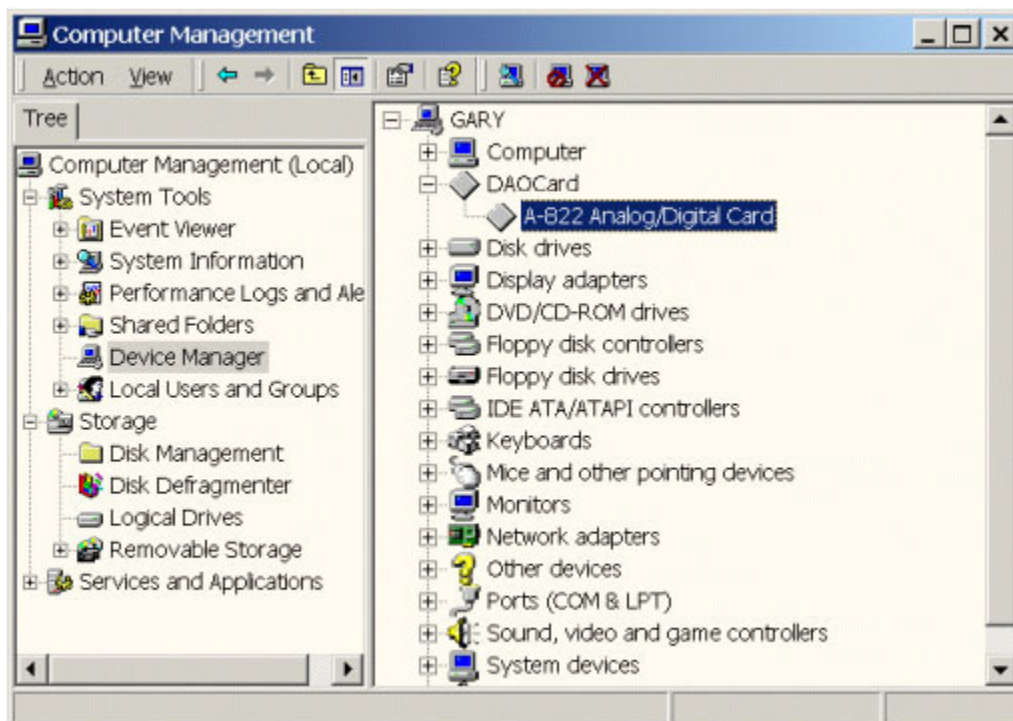 Computer Management
Action View
Tree
Computer Management (Local)
System Tools
Event Viewer
System Information
Performance Logs and Ale
Shared Folders
Device Manager
Local Users and Groups
Storage
Disk Management
Disk Defragmenter
Logical Drives
Removable Storage
Services and Applications
GARY
Computer
DAQCard
A-822 Analog/Digital Card
Disk drives
Display adapters
DVD/CD-ROM drives
Floppy disk controllers
Floppy disk drives
IDE ATA/ATAPI controllers
Keyboards
Mice and other pointing devices
Monitors
Network adapters
Other devices
Ports (COM & LPT)
Sound, video and game controllers
System devices